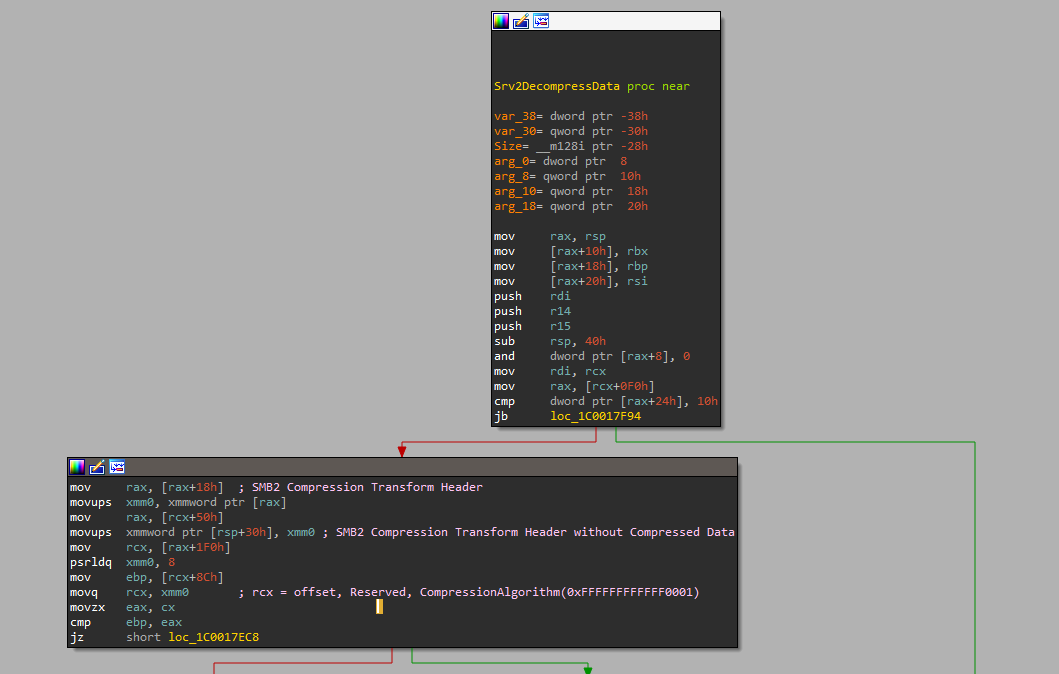 Srv2DecompressData proc near
var_38= dword ptr -38h
var_30= qword ptr -30h
Size= __m128i ptr -28h
arg_0= dword ptr  8
arg_8= qword ptr  10h
arg_10= qword ptr  18h
arg_18= qword ptr  20h
mov     rax, rsp
mov     [rax+10h], rbx
mov     [rax+18h], rbp
mov     [rax+20h], rsi
push    rdi
push    r14
push    r15
sub     rsp, 40h
and     dword ptr [rax+8], 0
mov     rdi, rcx
mov     rax, [rcx+0F0h]
cmp     dword ptr [rax+24h], 10h
jb      loc_1C0017F94
mov     rax, [rax+18h]  ; SMB2 Compression Transform Header
movups  xmm0, xmmword ptr [rax]
mov     rax, [rcx+50h]
movups  xmmword ptr [rsp+30h], xmm0 ; SMB2 Compression Transform Header without Compressed Data
mov     rcx, [rax+1F0h]
psrldq  xmm0, 8
mov     ebp, [rcx+8Ch]
movq    rcx, xmm0       ; rcx = offset, Reserved, CompressionAlgorithm(0xFFFFFFFFFFFF0001)
movzx   eax, cx
cmp     ebp, eax
jz      short loc_1C0017EC8